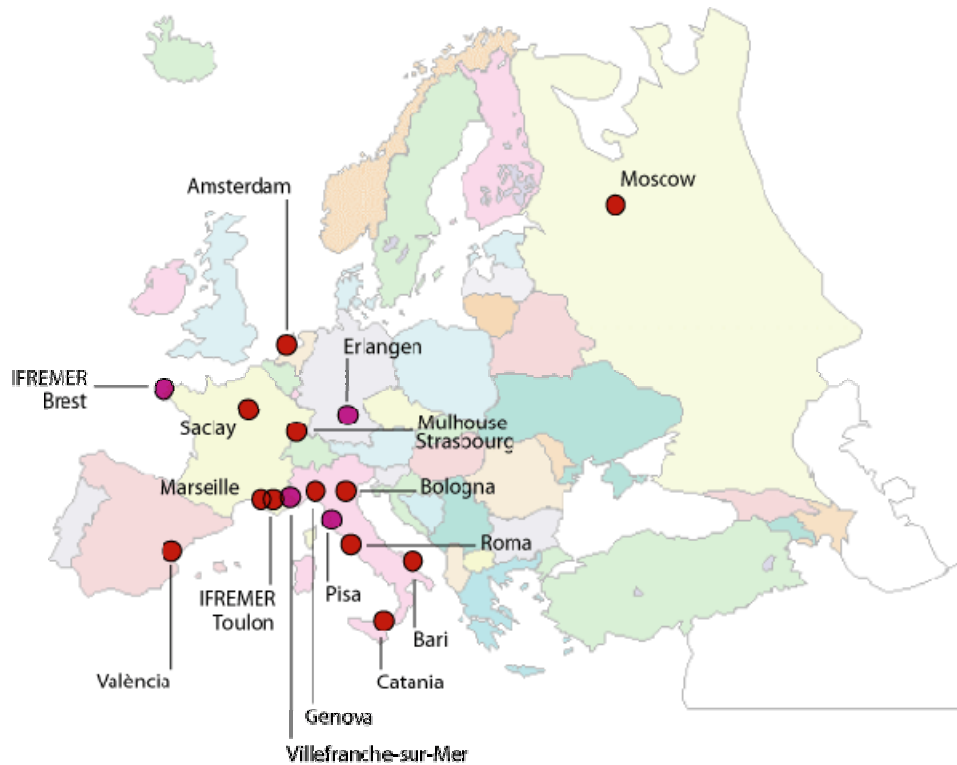 Moscow
Amsterdam
Erlangen
IFREMER
Brest
Saclay
Mulhouse
Strasbourg
Marseille
Bologna
Roma
IFREMER
Toulon
Pisa
Bari
València
Catania
Genova
Villefranche-sur-Mer